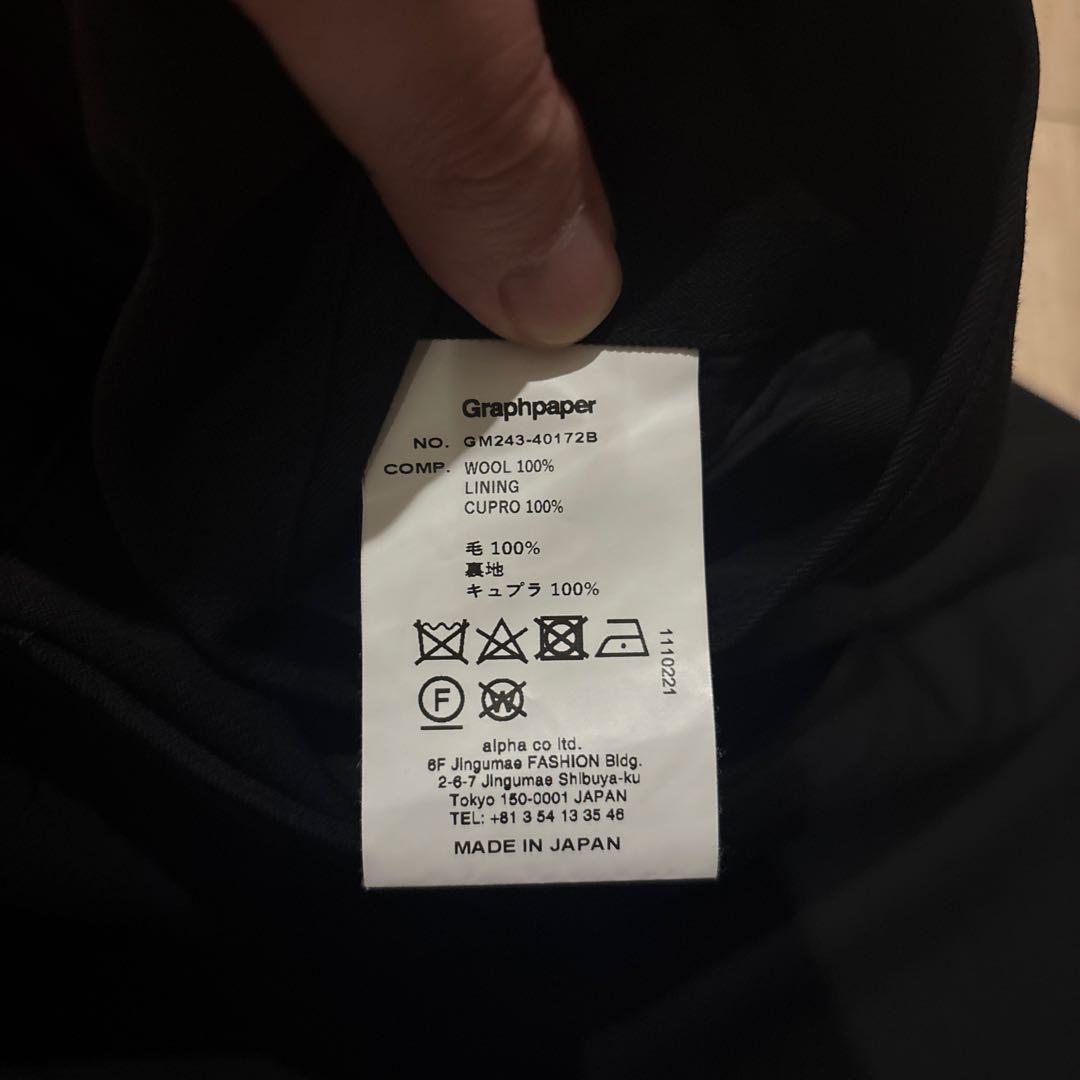 Graphpaper
NO. GM243-40172B
COMP. WOOL 100%
LINING
CUPRO 100%
毛 100%
裏地
キュプラ 100%
1110221
F W
alpha co ltd.
6F Jingumae FASHION Bldg.
2-6-7 Jingumae Shibuya-ku
Tokyo 150-0001 JAPAN
TEL: +81 3 54 13 35 46
MADE IN JAPAN